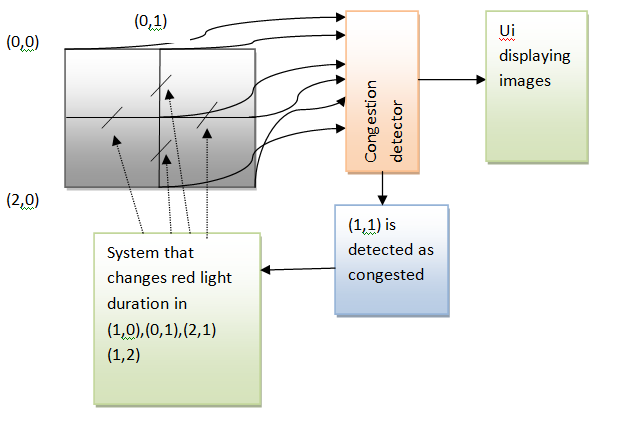 (0,1)
(0,0)
(2,0)
Congestion
detector
Ui
displaying
images
(1,1) is
detected as
congested
System that
changes red light
duration in
(1,0),(0,1),(2,1)
(1,2)